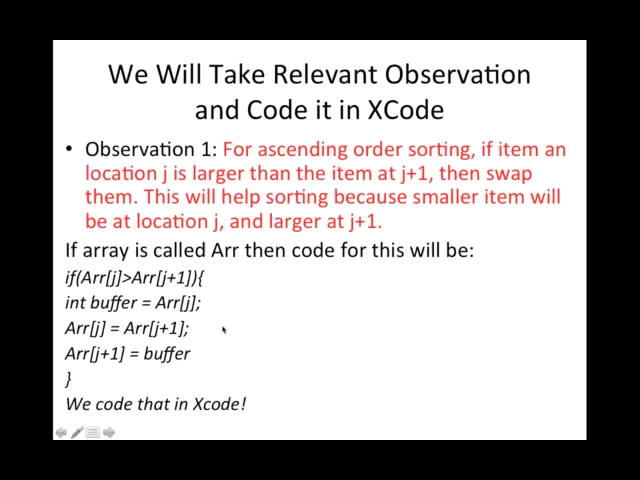 We Will Take Relevant Observation
and Code it in XCode
• Observation 1: For ascending order sorting, if item an
location j is larger than the item at j+1, then swap
them. This will help sorting because smaller item will
be at location j, and larger at j+1.
If array is called Arr then code for this will be:
if(Arr[j]>Arr[j+1]){
int buffer = Arr[j];
Arr[j] = Arr[j+1];
Arr[j+1] = buffer
}
We code that in Xcode!